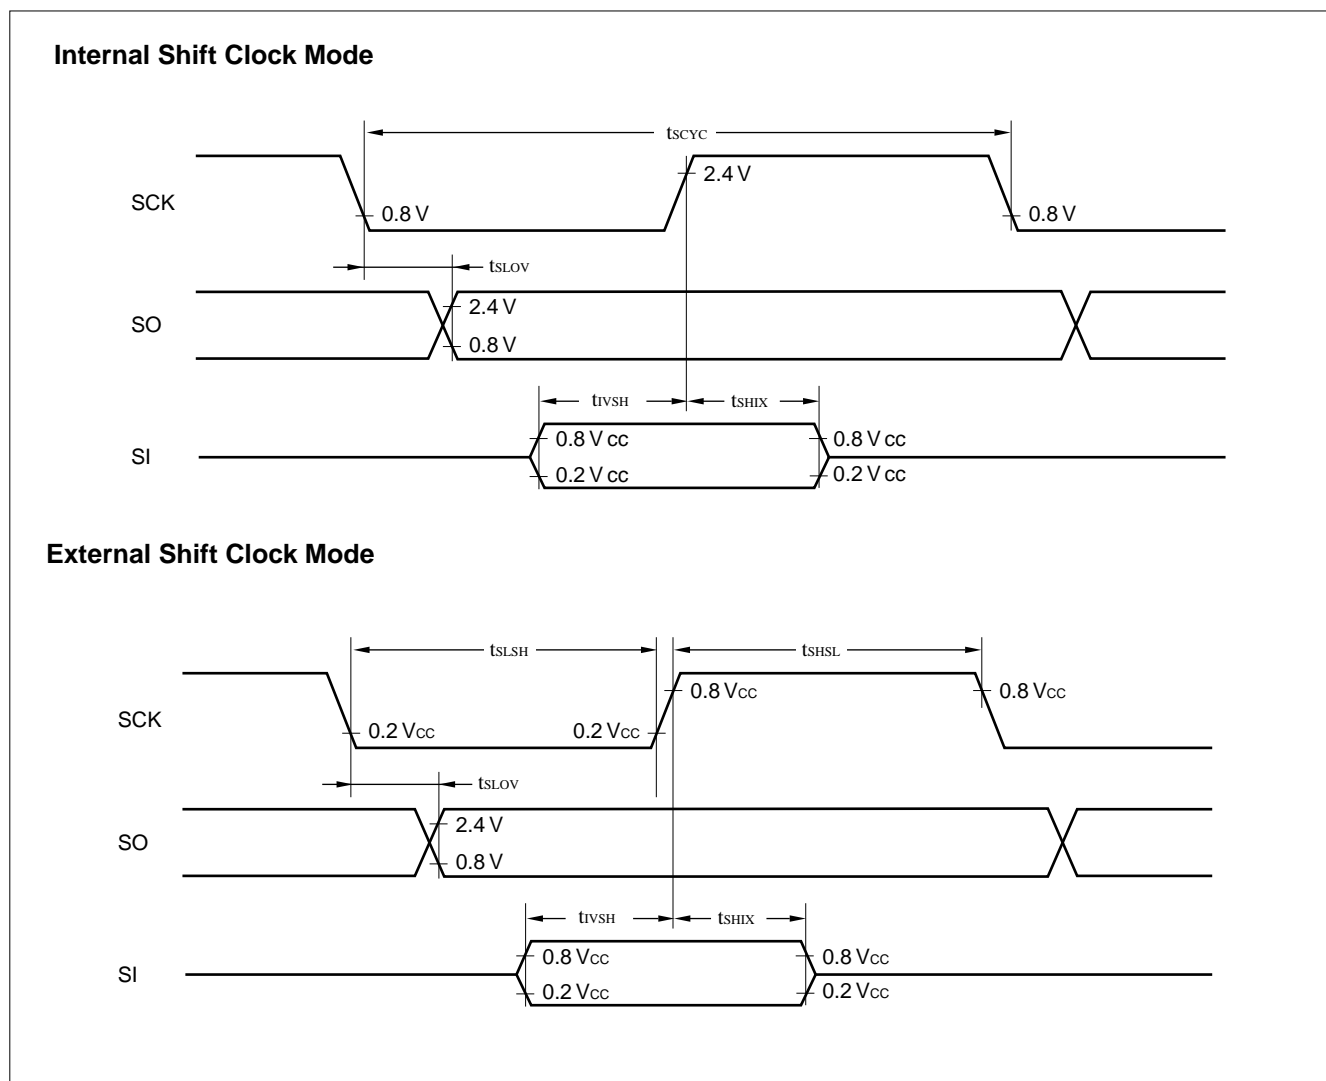 Internal Shift Clock Mode
tSCYC
SCK
2.4 V
0.8 V
0.8 V
tSLOV
SO
2.4 V
0.8 V
tIVSH
tSHIX
SI
0.8 V CC
0.8 V CC
0.2 V CC
0.2 V CC
External Shift Clock Mode
tSLSH
tSHSL
SCK
0.8 VCC
0.8 VCC
0.2 VCC
0.2 VCC
tSLOV
SO
2.4 V
0.8 V
tIVSH
tSHIX
SI
0.8 VCC
0.8 VCC
0.2 VCC
0.2 VCC